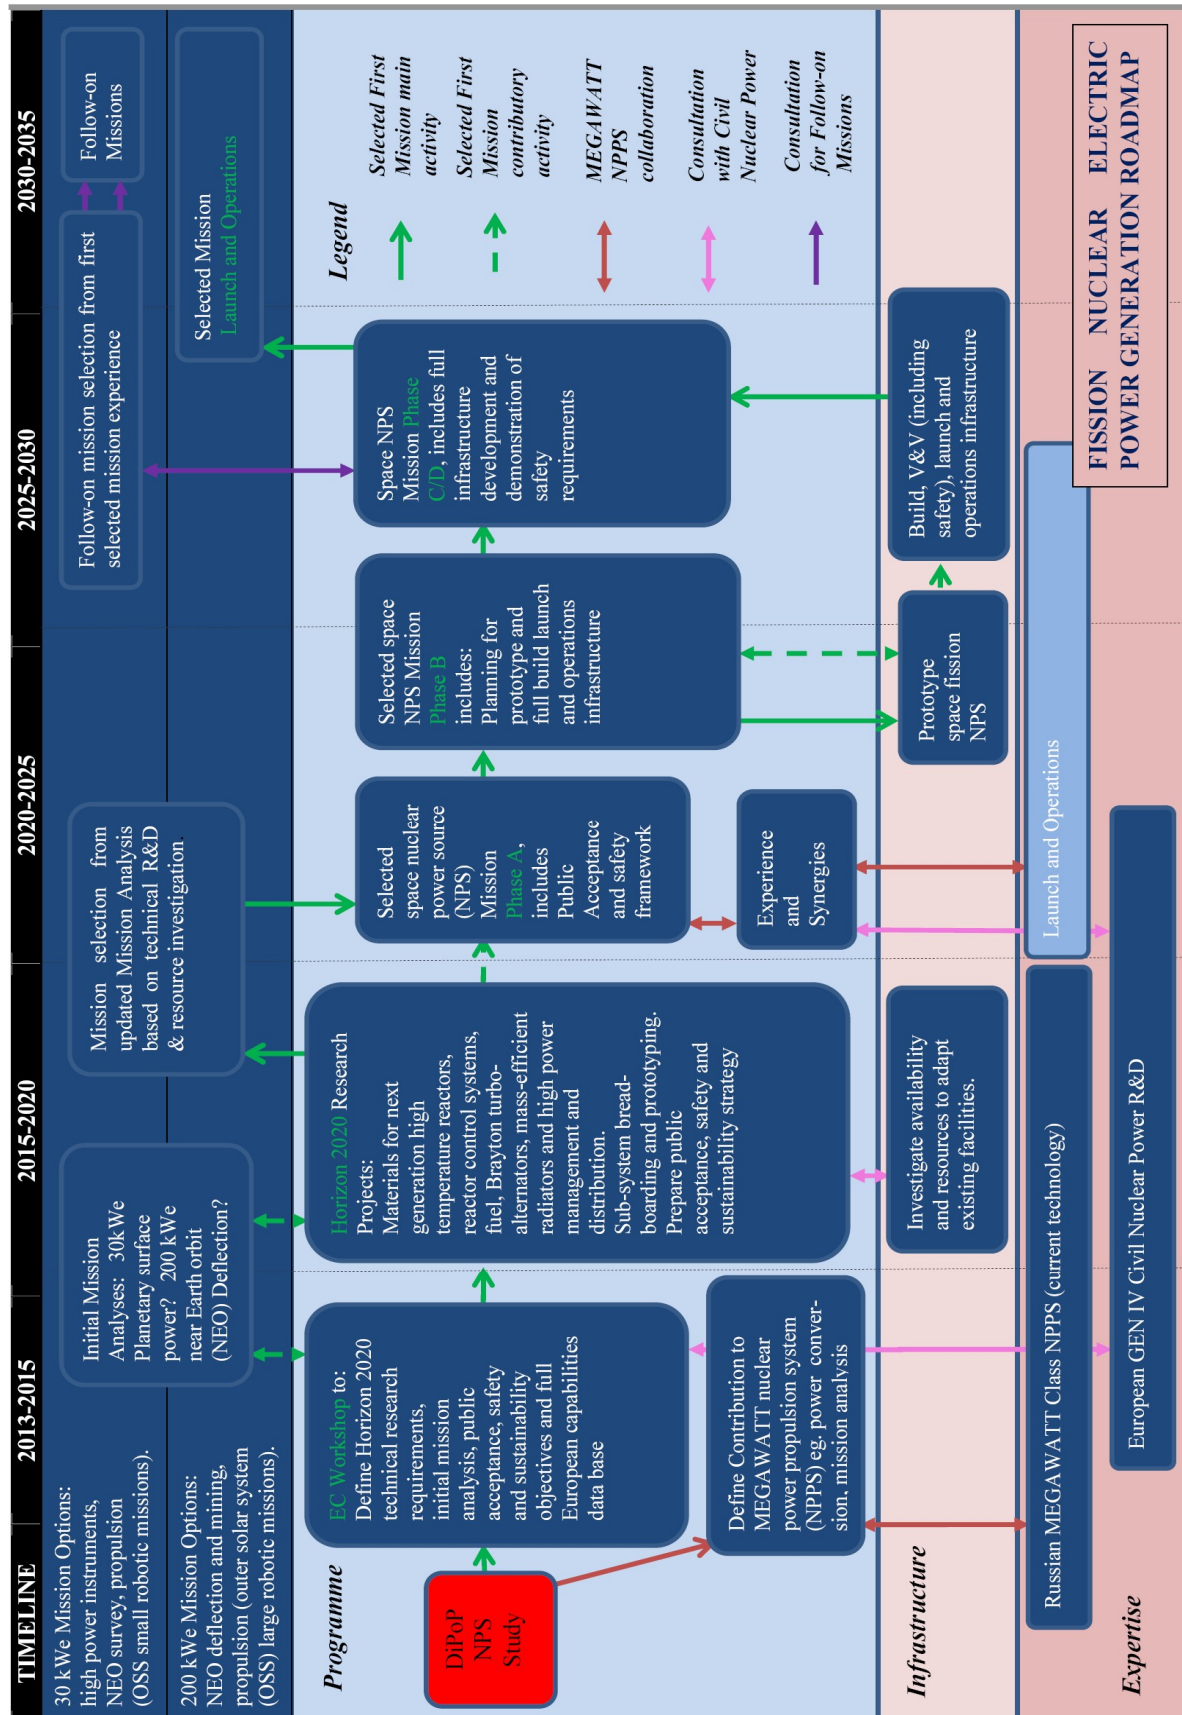 TIMELINE
2013-2015
2015-2020
2020-2025
2025-2030
2030-2035
30 kWe Mission Options:
high power instruments,
NEO survey, propulsion
(OSS small robotic missions).
200 kWe Mission Options:
NEO deflection and mining,
propulsion (outer solar system
(OSS) large robotic missions).
Initial Mission
Analyses: 30kWe
Planetary surface
power? 200 kWe
near Earth orbit
(NEO) Deflection?
Mission selection from
updated Mission Analysis
based on technical R&D
& resource investigation.
Follow-on mission selection from first
selected mission experience
Follow-on
Missions
Selected Mission
Launch and Operations
Programme
DiPoP
NPS
Study
EC Workshop to:
Define Horizon 2020
technical research
requirements,
initial mission
analysis, public
acceptance, safety
and sustainability
objectives and full
European capabilities
data base
Define Contribution to
MEGAWATT nuclear
power propulsion system
(NPPS) eg. power conver-
sion, mission analysis
Horizon 2020 Research
Projects:
Materials for next
generation high
temperature reactors,
reactor control systems,
fuel, Brayton turbo-
alternators, mass-efficient
radiators and high power
management and
distribution.
Sub-system bread-
boarding and prototyping.
Prepare public
acceptance, safety and
sustainability strategy
Selected
space nuclear
power source
(NPS)
Mission
Phase A,
includes
Public
Acceptance
and safety
framework
Experience
and
Synergies
Selected space
NPS Mission
Phase B
includes:
Planning for
prototype and
full build launch
and operations
infrastructure
Space NPS
Mission Phase
C/D, includes full
infrastructure
development and
demonstration of
safety
requirements
Legend
Selected First
Mission main
activity
Selected First
Mission
contributory
activity
MEGAWATT
NPPS
collaboration
Consultation
with Civil
Nuclear Power
Consultation
for Follow-on
Missions
Infrastructure
Investigate availability
and resources to adapt
existing facilities.
Prototype
space fission
NPS
Build, V&V (including
safety), launch and
operations infrastructure
Expertise
Russian MEGAWATT Class NPPS (current technology)
Launch and Operations
European GEN IV Civil Nuclear Power R&D
FISSION NUCLEAR ELECTRIC
POWER GENERATION ROADMAP